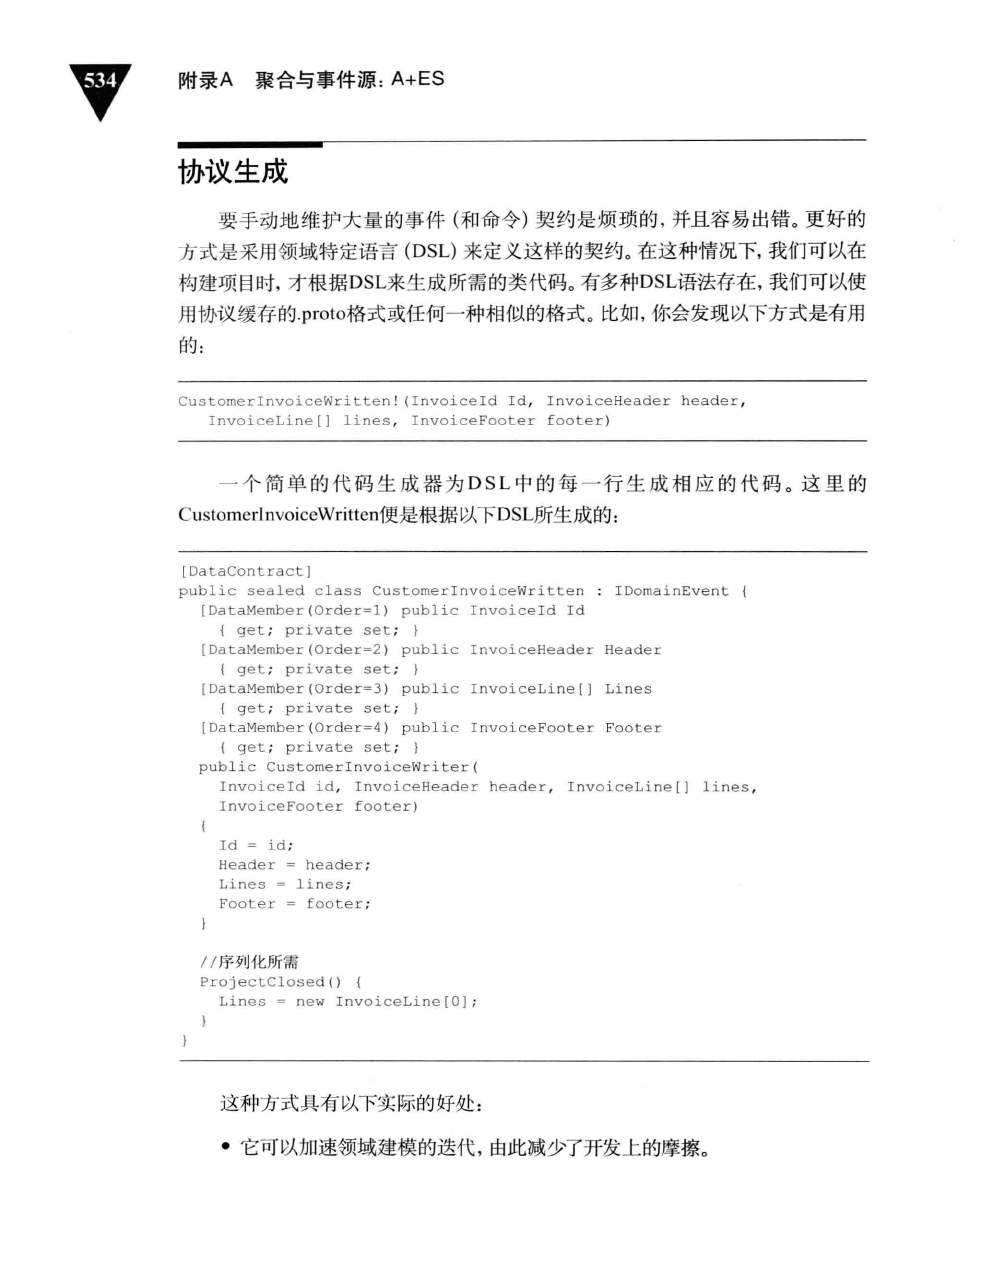 534
附录A 聚合与事件源：A+ES
协议生成
要手动地维护大量的事件（和命令）契约是烦琐的，并且容易出错。更好的
方式是采用领域特定语言（DSL）来定义这样的契约。在这种情况下，我们可以在
构建项目时，才根据DSL来生成所需的类代码。有多种DSL语法存在，我们可以使
用协议缓存的.proto格式或任何一种相似的格式。比如，你会发现以下方式是有用
的：
CustomerInvoiceWritten!(InvoiceId Id, InvoiceHeader header,
InvoiceLine[] lines, InvoiceFooter footer)
一个简单的代码生成器为DSL中的每一行生成相应的代码。这里的
CustomerInvoiceWritten便是根据以下DSL所生成的：
[DataContract]
public sealed class CustomerInvoiceWritten : IDomainEvent {
[DataMember(Order=1) public InvoiceId Id
{ get; private set; }
[DataMember(Order=2) public InvoiceHeader Header
{ get; private set; }
[DataMember(Order=3) public InvoiceLine[] Lines
{ get; private set; }
[DataMember(Order=4) public InvoiceFooter Footer
{ get; private set; }
public CustomerInvoiceWriter(
InvoiceId id, InvoiceHeader header, InvoiceLine[] lines,
InvoiceFooter footer)
{
Id = id;
Header = header;
Lines = lines;
Footer = footer;
}
//序列化所需
ProjectClosed() {
Lines = new InvoiceLine[0];
}
}
这种方式具有以下实际的好处：
• 它可以加速领域建模的迭代，由此减少了开发上的摩擦。